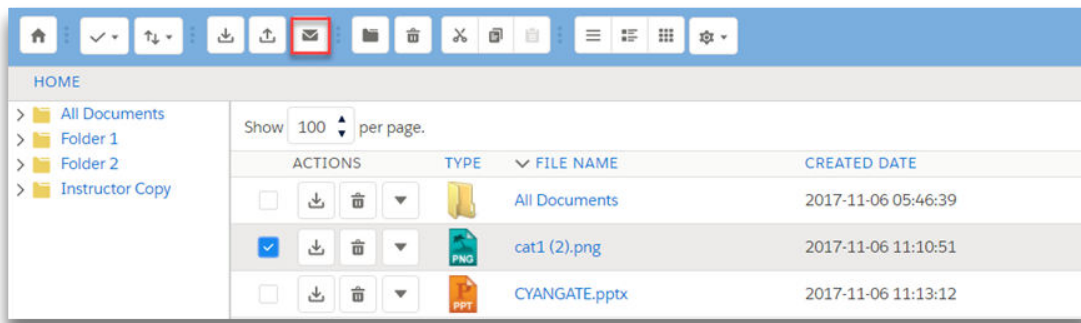 HOME
All Documents
Folder 1
Folder 2
Instructor Copy
Show 100 per page.
ACTIONS TYPE FILE NAME CREATED DATE
All Documents 2017-11-06 05:46:39
PNG cat1 (2).png 2017-11-06 11:10:51
PPT CYANGATE.pptx 2017-11-06 11:13:12